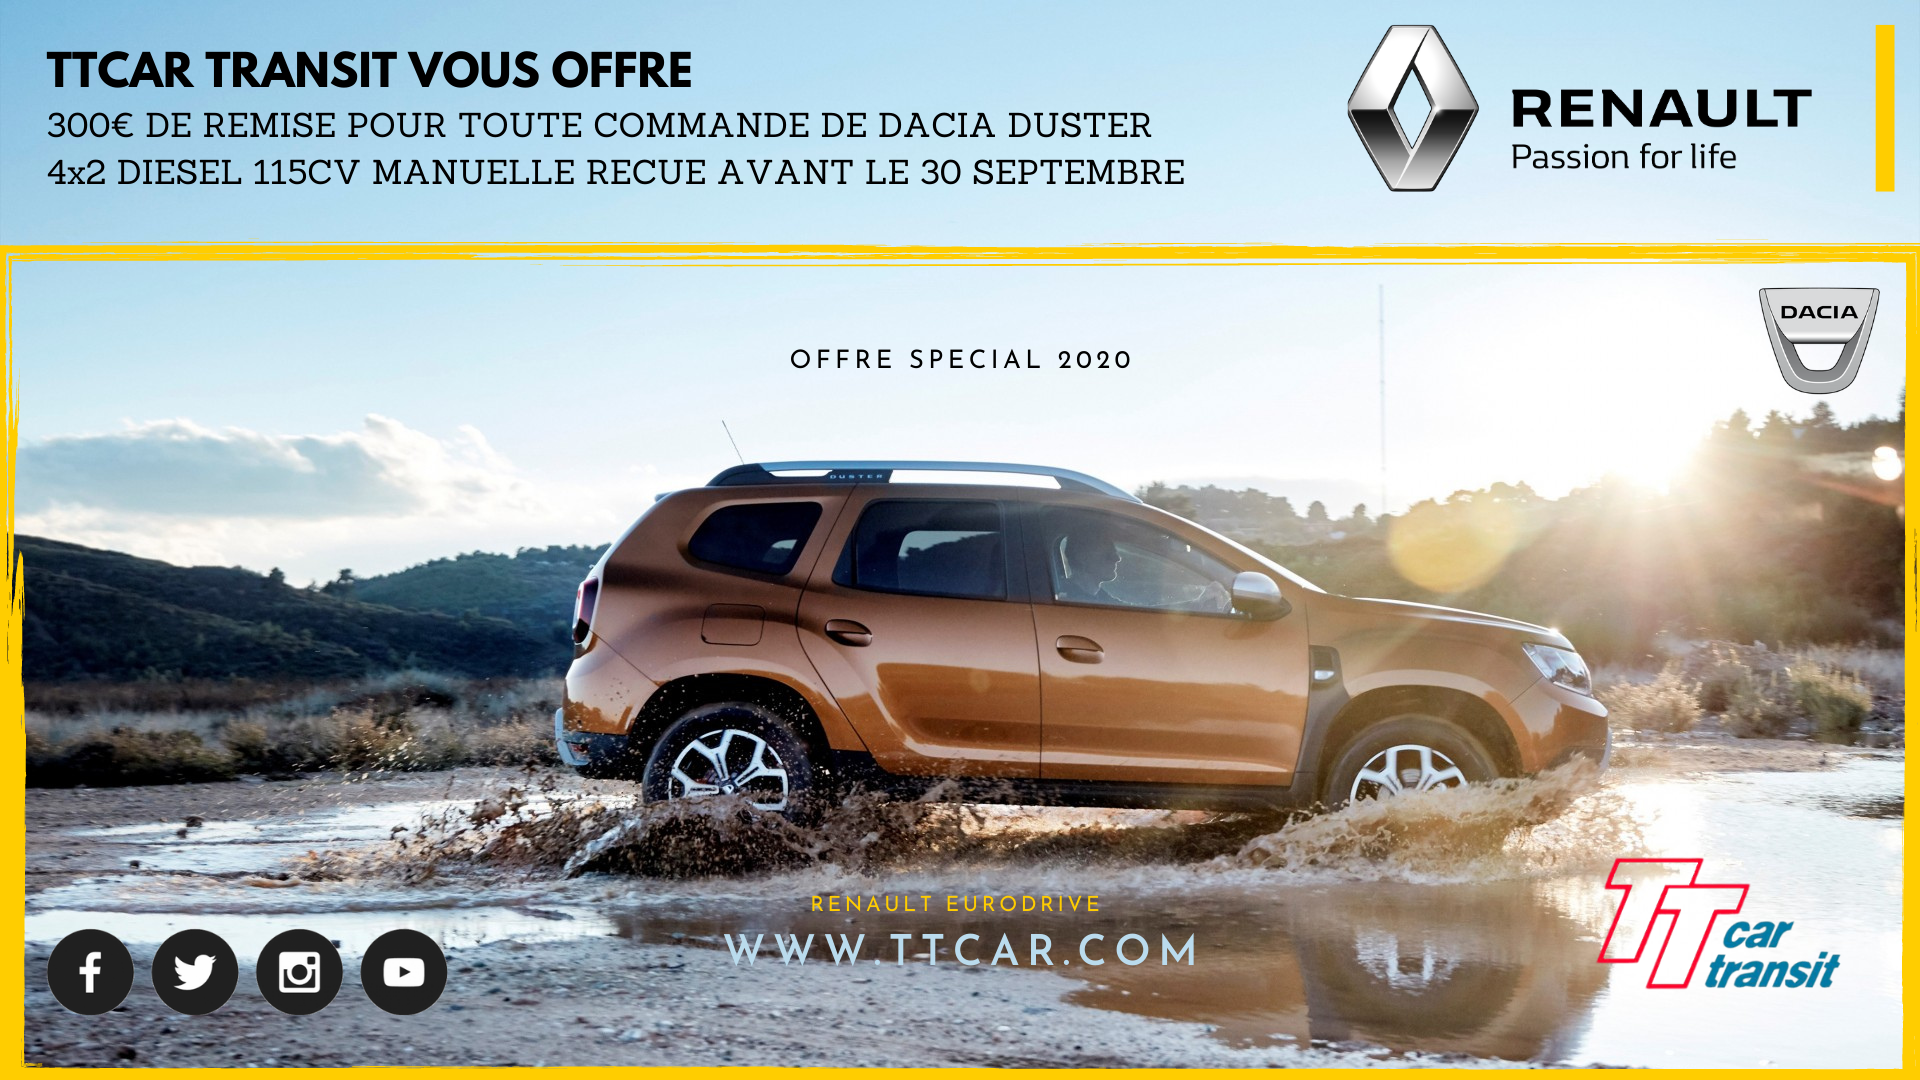 TTCAR TRANSIT VOUS OFFRE
300€ DE REMISE POUR TOUTE COMMANDE DE DACIA DUSTER
4x2 DIESEL 115CV MANUELLE RECUE AVANT LE 30 SEPTEMBRE
RENAULT
Passion for life
DACIA
OFFRE SPECIAL 2020
DUSTER
RENAULT EURODRIVE
WWW.TTCAR.COM
TT car
transit